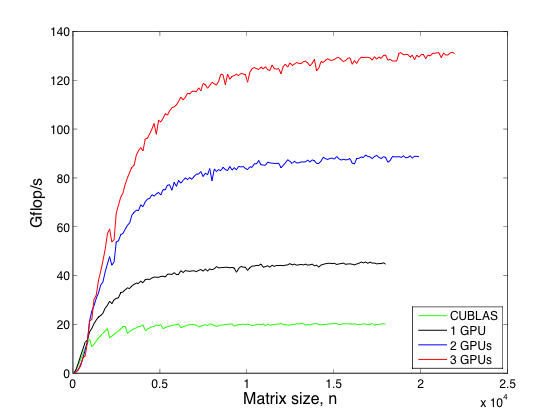 140
120
100
80
60
40
20
0
Gflop/s
0 0.5 1 1.5 2 2.5
x 10^4
Matrix size, n
CUBLAS
1 GPU
2 GPUs
3 GPUs